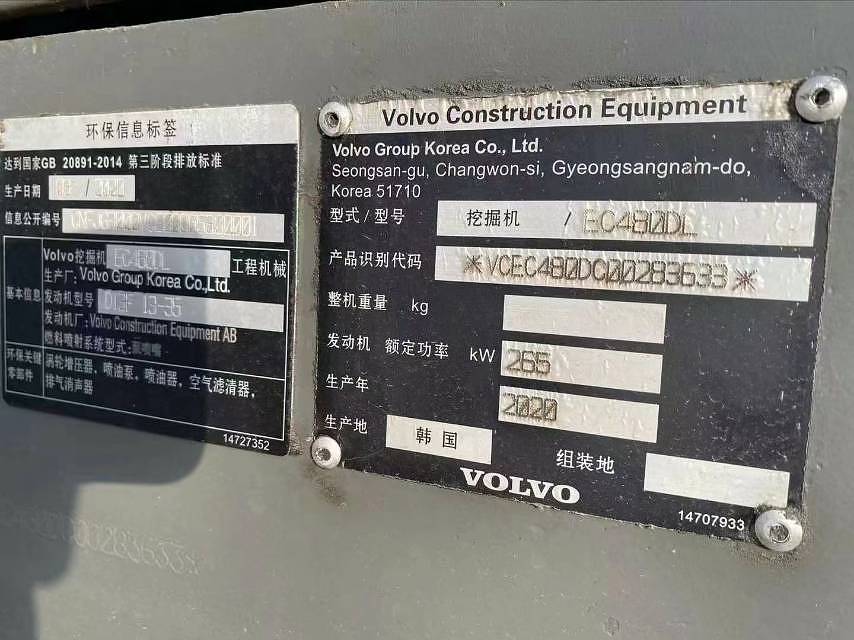 环保信息标签
达到国家GB 20891-2014 第三阶段排放标准
生产日期 / 2020
信息公开编号
基本信息
Volvo挖掘机 EC480DL 工程机械
生产厂: Volvo Group Korea Co.,Ltd.
发动机型号
发动机厂: Volvo Construction Equipment AB
燃料喷射系统型式:
环保关键零部件
涡轮增压器, 喷油泵, 喷油器, 空气滤清器,
排气消声器
14727352
Volvo Construction Equipment
Volvo Group Korea Co., Ltd.
Seongsan-gu, Changwon-si, Gyeongsangnam-do,
Korea 51710
型式/型号 挖掘机 / EC480DL
产品识别代码 *VCEC480DC00283633*
整机重量 kg
发动机 额定功率 kW 265
生产年 2020
生产地 韩国 组装地
VOLVO
14707933
00283633*